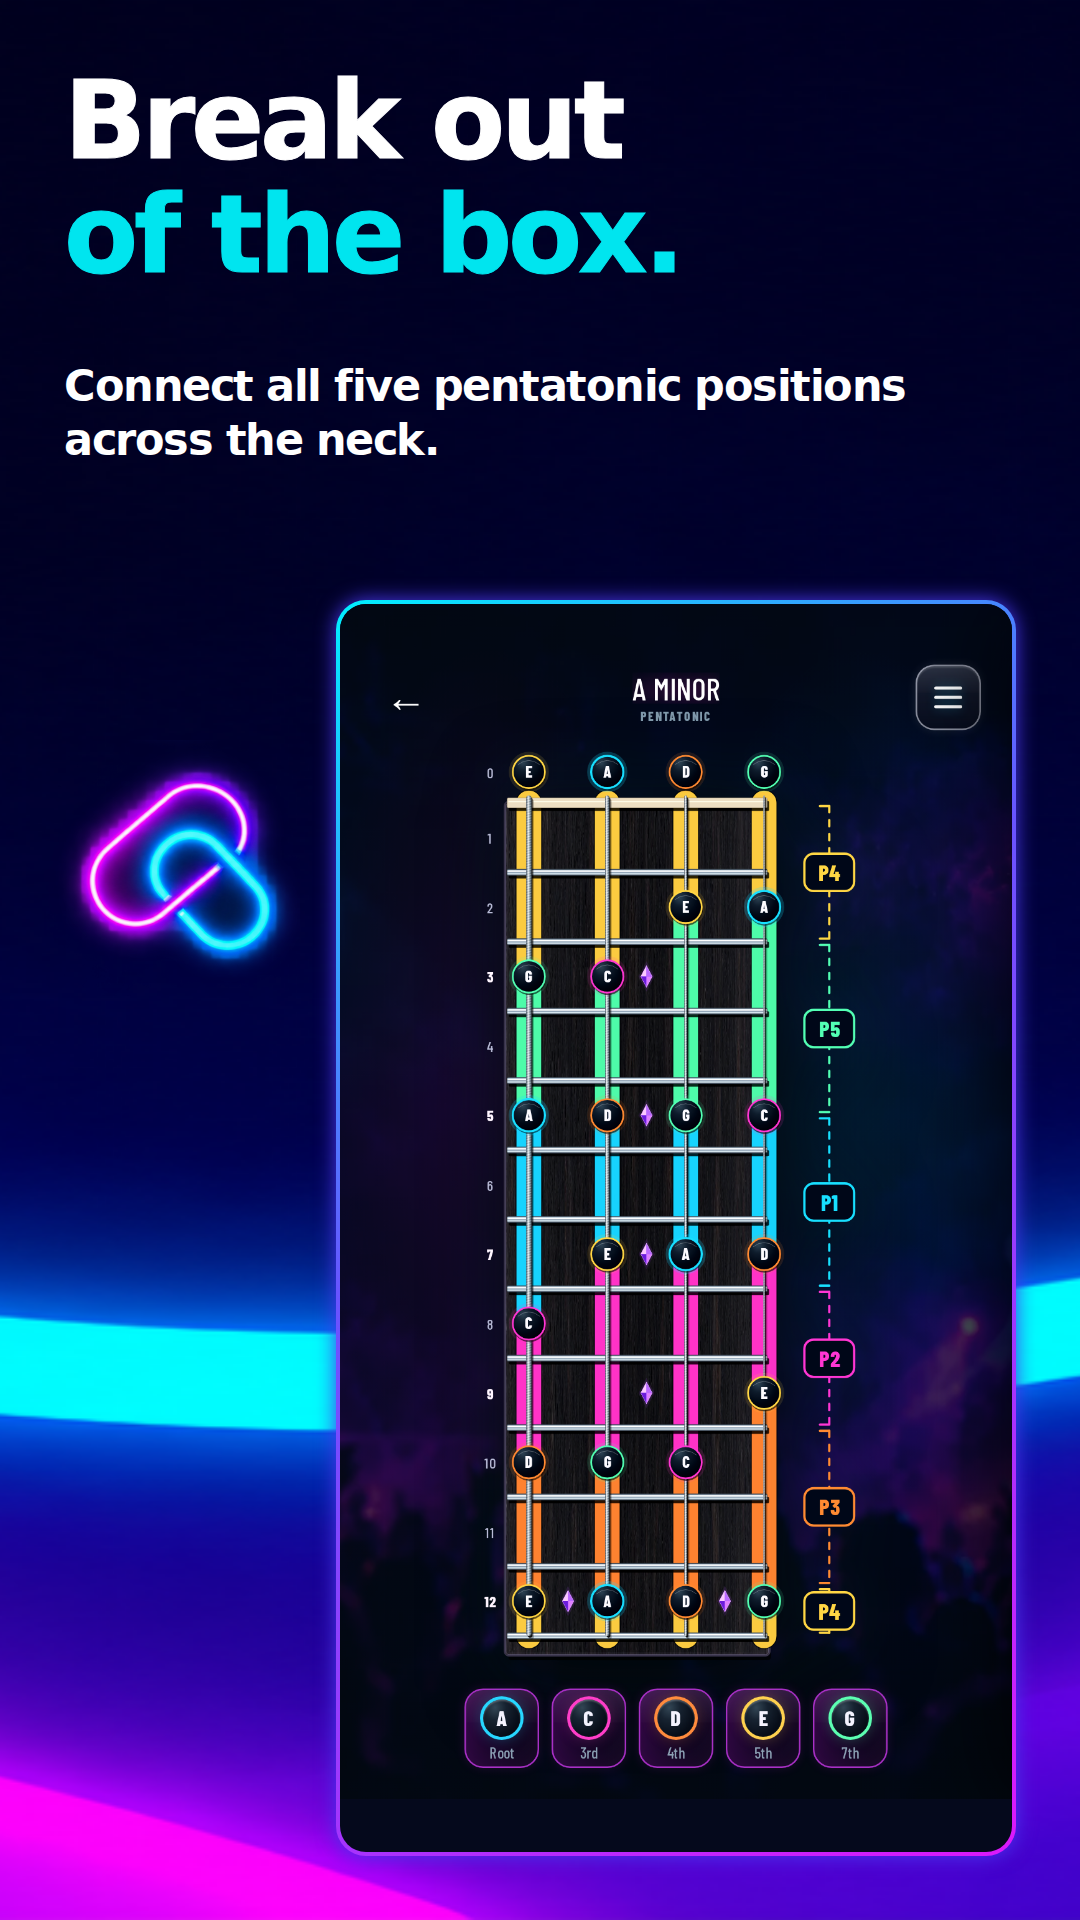 Break out
of the box.
Connect all five pentatonic positions
across the neck.
←
A MINOR
PENTATONIC
0 E A D G
1
P4
2 E A
3 G C
P5
4
5 A D G C
6
P1
7 E A D
8 C
P2
9 E
10 D G C
P3
11
12 E A D G
P4
A C D E G
Root 3rd 4th 5th 7th